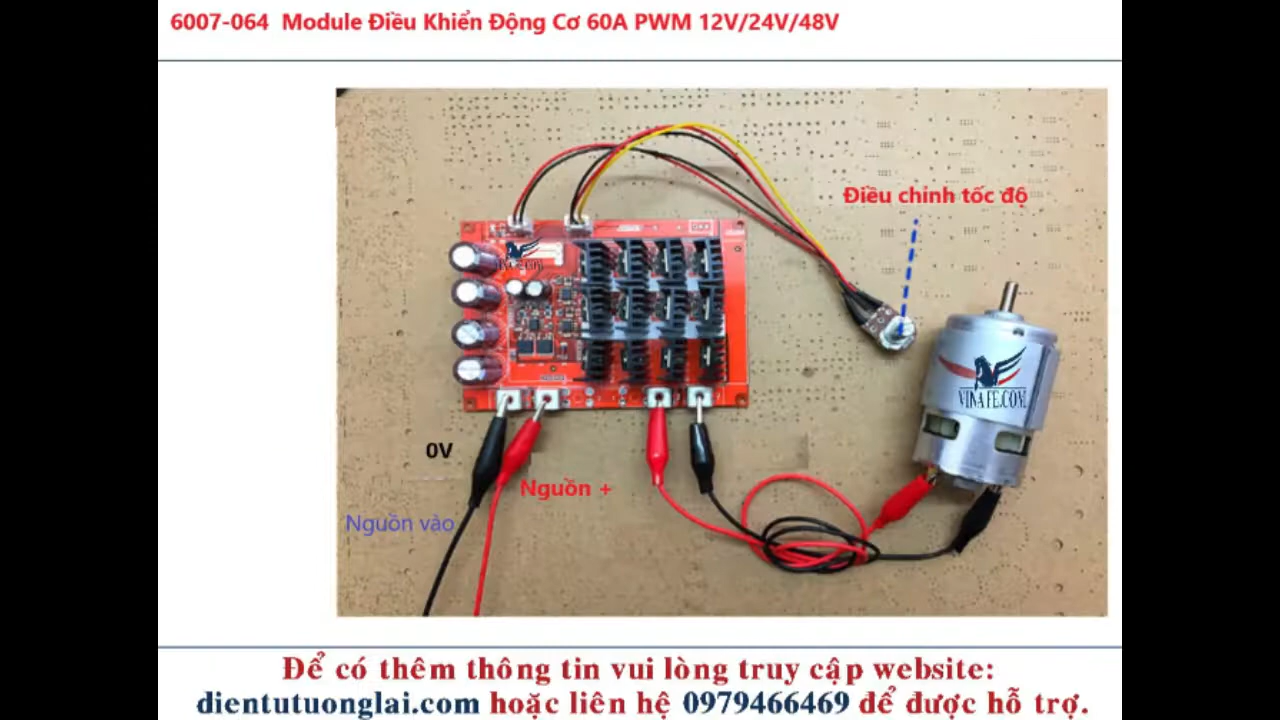 6007-064 Module Điều Khiển Động Cơ 60A PWM 12V/24V/48V
Điều chỉnh tốc độ
VINAFE.COM
0V
Nguồn +
Nguồn vào
Để có thêm thông tin vui lòng truy cập website:
dientutuonglai.com hoặc liên hệ 0979466469 để được hỗ trợ.